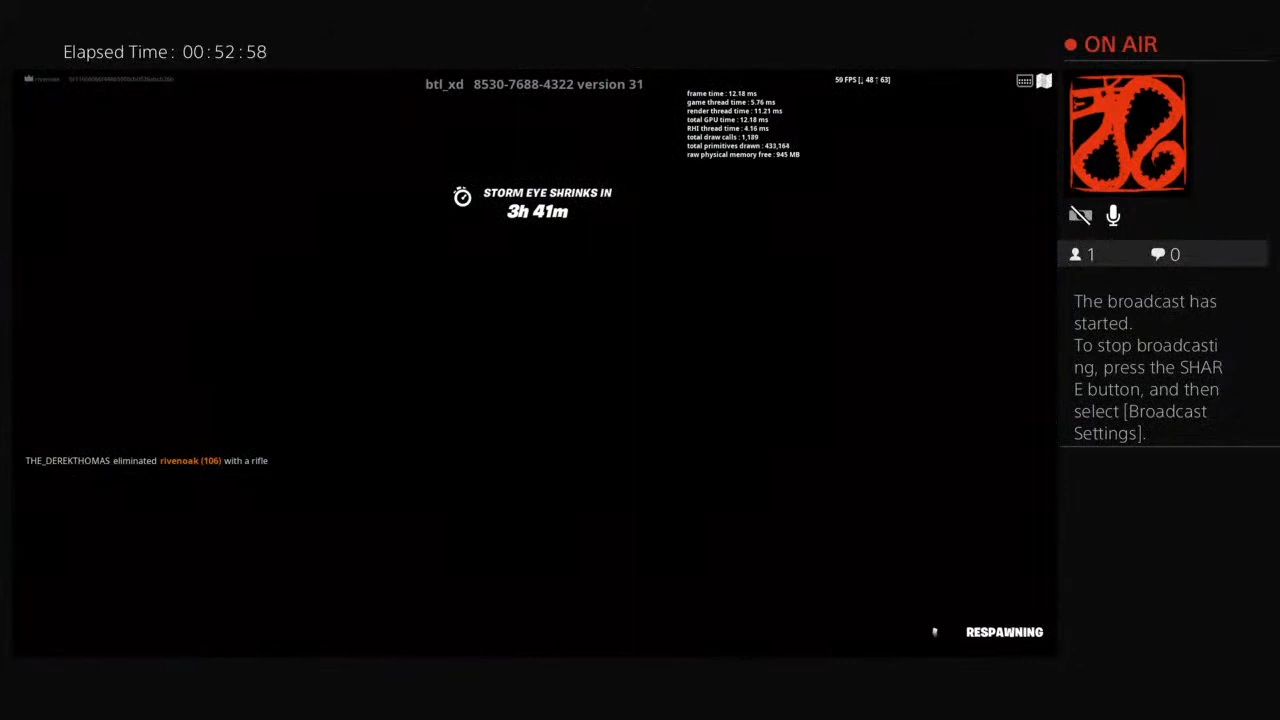 Elapsed Time: 00:52:58
ON AIR
rivenoak
btl_xd 8530-7688-4322 version 31
59 FPS [↓ 48 ↑ 63]
frame time : 12.18 ms
game thread time : 5.76 ms
render thread time : 11.21 ms
total GPU time : 12.18 ms
RHI thread time : 4.16 ms
total draw calls : 1,189
total primitives drawn : 433,164
raw physical memory free : 945 MB
STORM EYE SHRINKS IN
3h 41m
1
0
The broadcast has
started.
To stop broadcasti
ng, press the SHAR
E button, and then
select [Broadcast
Settings].
THE_DEREKTHOMAS eliminated rivenoak (106) with a rifle
RESPAWNING